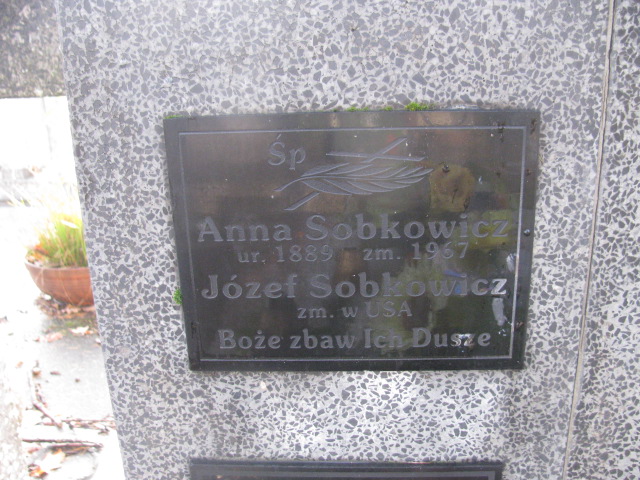 Śp
Anna Sobkowicz
ur. 1889 zm. 1967
Józef Sobkowicz
zm. w USA
Boże zbaw Ich Dusze